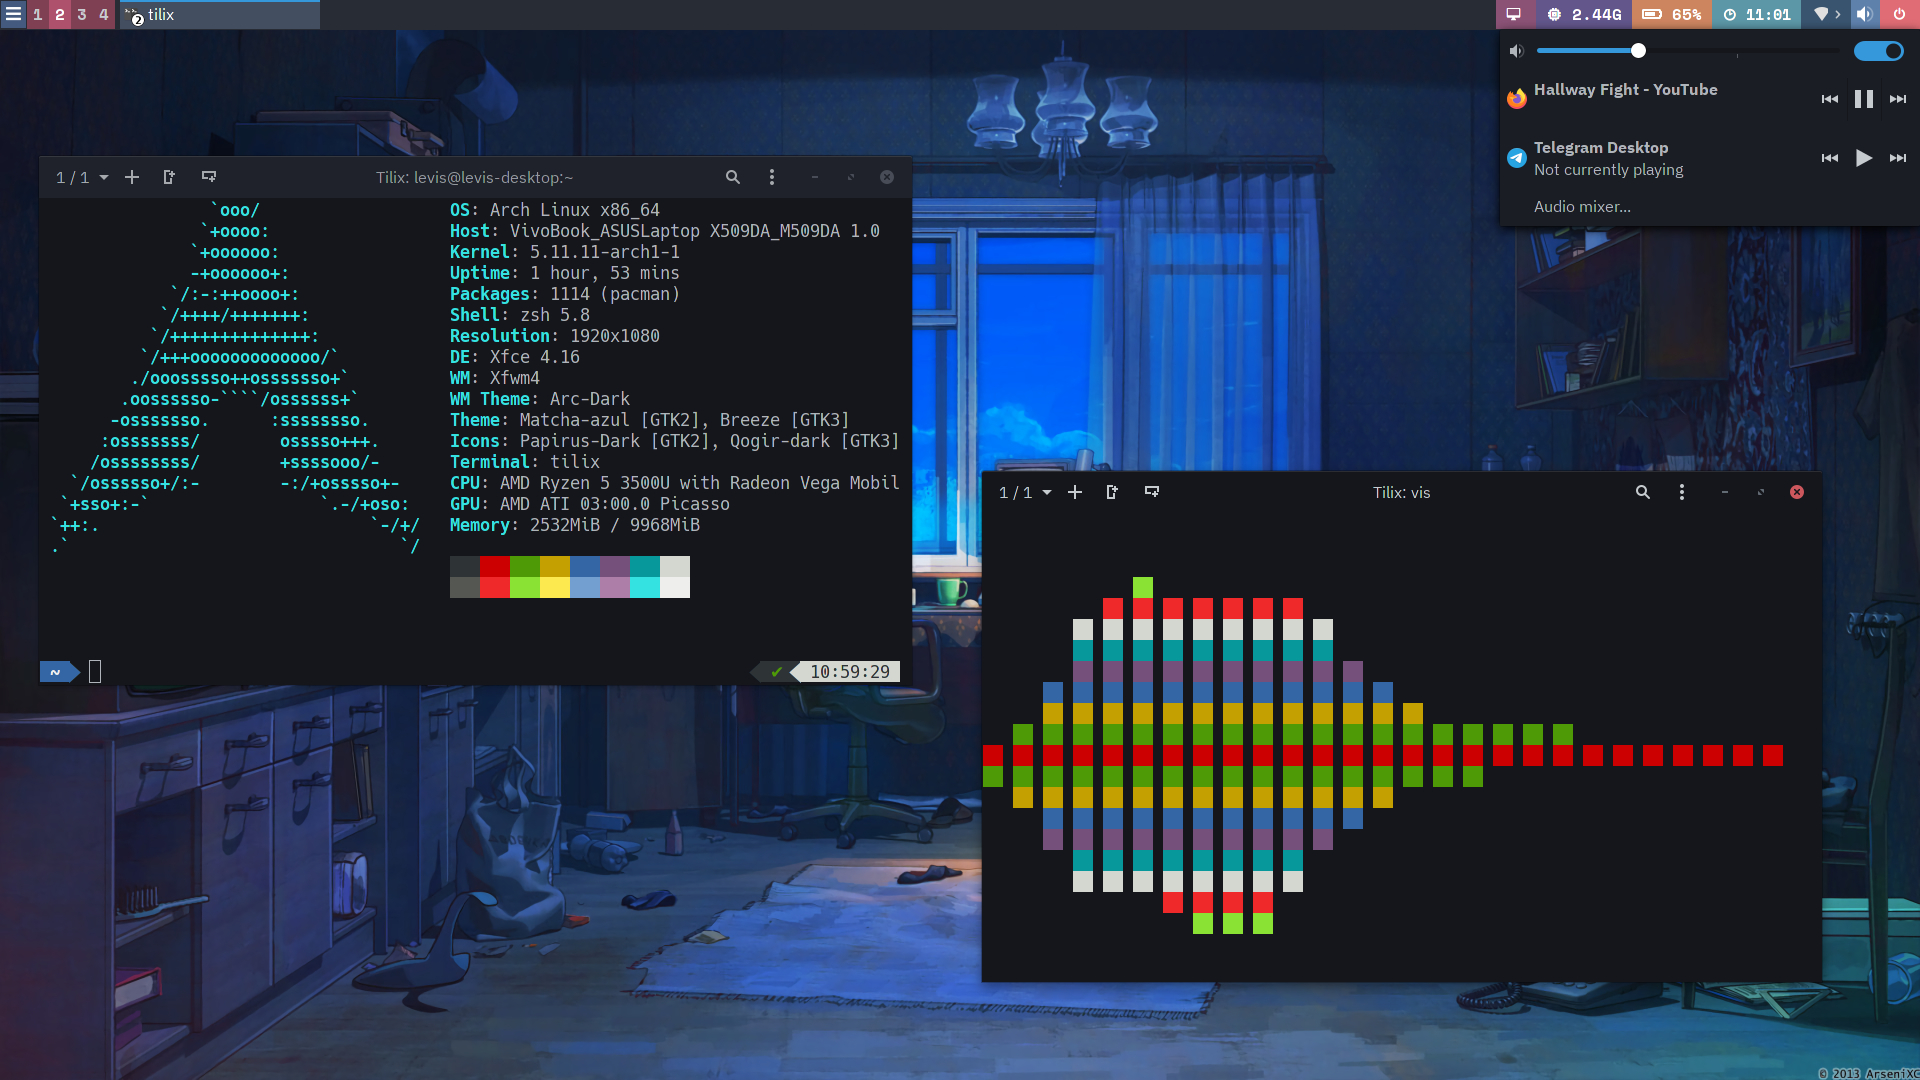 1 2 3 4 2 tilix 2.44G 65% 11:01
Hallway Fight - YouTube
Telegram Desktop
Not currently playing
Audio mixer...
1 / 1 Tilix: levis@levis-desktop:~
`ooo/ OS: Arch Linux x86_64
`+oooo: Host: VivoBook_ASUSLaptop X509DA_M509DA 1.0
`+oooooo: Kernel: 5.11.11-arch1-1
-+oooooo+: Uptime: 1 hour, 53 mins
`/:-:++oooo+: Packages: 1114 (pacman)
`/++++/+++++++: Shell: zsh 5.8
`/++++++++++++++: Resolution: 1920x1080
`/+++ooooooooooooo/` DE: Xfce 4.16
./ooosssso++osssssso+` WM: Xfwm4
.oossssso-````/ossssss+` WM Theme: Arc-Dark
-osssssso. :ssssssso. Theme: Matcha-azul [GTK2], Breeze [GTK3]
:osssssss/ osssso+++. Icons: Papirus-Dark [GTK2], Qogir-dark [GTK3]
/ossssssss/ +ssssooo/- Terminal: tilix
`/ossssso+/:- -:/+osssso+- CPU: AMD Ryzen 5 3500U with Radeon Vega Mobil
`+sso+:-` `.-/+oso: GPU: AMD ATI 03:00.0 Picasso
`++:. `-/+/ Memory: 2532MiB / 9968MiB
.` `/
~ ✔ 10:59:29
1 / 1 Tilix: vis
© 2013 ArseniXC